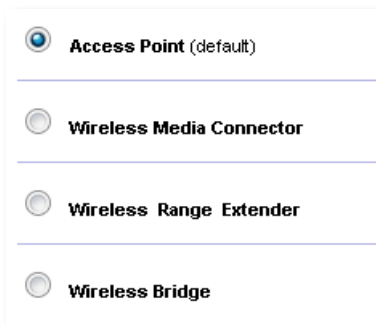 Access Point (default)
Wireless Media Connector
Wireless Range Extender
Wireless Bridge